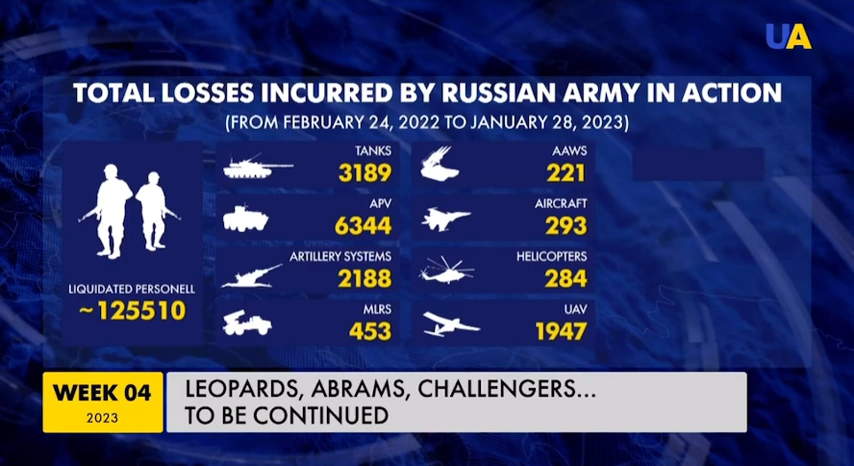 UA
TOTAL LOSSES INCURRED BY RUSSIAN ARMY IN ACTION
(FROM FEBRUARY 24, 2022 TO JANUARY 28, 2023)
LIQUIDATED PERSONELL
~125510
TANKS
3189
APV
6344
ARTILLERY SYSTEMS
2188
MLRS
453
AAWS
221
AIRCRAFT
293
HELICOPTERS
284
UAV
1947
WEEK 04
2023
LEOPARDS, ABRAMS, CHALLENGERS...
TO BE CONTINUED